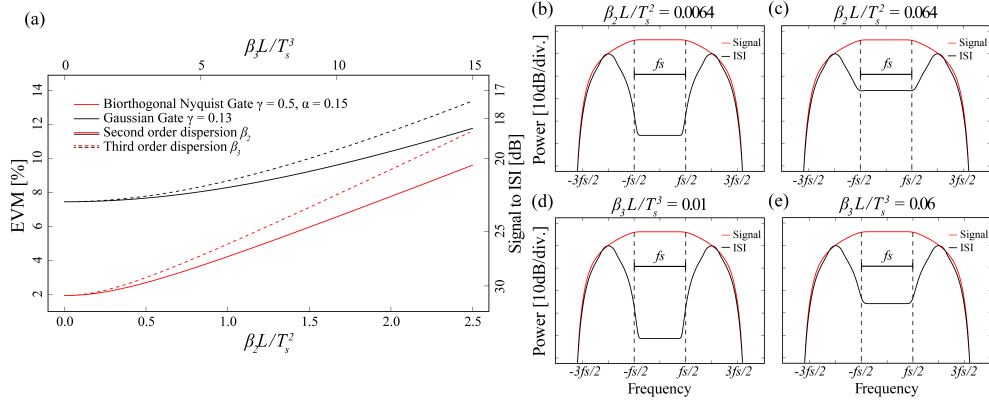 (a)
β₃L/Tₛ³
0 5 10 15
EVM [%]
14
12
10
8
6
4
2
Biorthogonal Nyquist Gate γ = 0.5, α = 0.15
Gaussian Gate γ = 0.13
Second order dispersion β₂
Third order dispersion β₃
17
18
20
25
30
Signal to ISI [dB]
0.0 0.5 1.0 1.5 2.0 2.5
β₂L/Tₛ²
(b) β₂L/Tₛ² = 0.0064
Power [10dB/div.]
Signal
ISI
fs
-3fs/2 -fs/2 fs/2 3fs/2
(c) β₂L/Tₛ² = 0.064
Signal
ISI
fs
-3fs/2 -fs/2 fs/2 3fs/2
(d) β₃L/Tₛ³ = 0.01
Power [10dB/div.]
Signal
ISI
fs
-3fs/2 -fs/2 fs/2 3fs/2
Frequency
(e) β₃L/Tₛ³ = 0.06
Signal
ISI
fs
-3fs/2 -fs/2 fs/2 3fs/2
Frequency